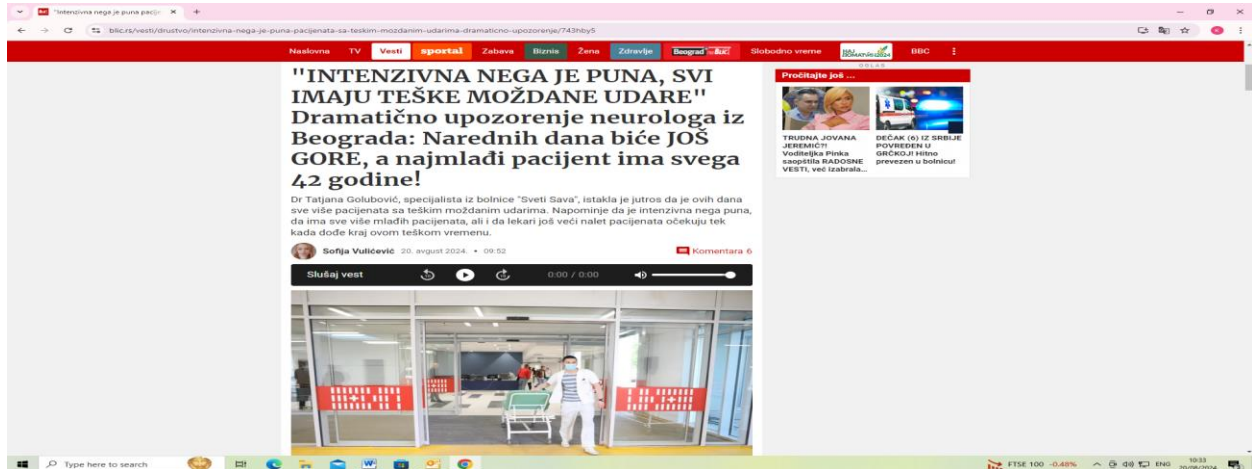 "Intenzivna nega je puna pacije
blic.rs/vesti/drustvo/intenzivna-nega-je-puna-pacijenata-sa-teskim-mozdanim-udarima-dramaticno-upozorenje/743hby5
Naslovna TV Vesti sportal Zabava Biznis Žena Zdravlje Beograd Blic Slobodno vreme BBC
OGLAS
"INTENZIVNA NEGA JE PUNA, SVI
IMAJU TEŠKE MOŽDANE UDARE"
Dramatično upozorenje neurologa iz
Beograda: Narednih dana biće JOŠ
GORE, a najmlađi pacijent ima svega
42 godine!
Dr Tatjana Golubović, specijalista iz bolnice "Sveti Sava", istakla je jutros da je ovih dana
sve više pacijenata sa teškim moždanim udarima. Napominje da je intenzivna nega puna,
da ima sve više mlađih pacijenata, ali i da lekari još veći nalet pacijenata očekuju tek
kada dođe kraj ovom teškom vremenu.
Sofija Vulićević 20. avgust 2024. • 09:52
Komentara 6
Slušaj vest
0:00 / 0:00
Pročitajte još ...
TRUDNA JOVANA
JEREMIĆ?!
Voditeljka Pinka
saopštila RADOSNE
VESTI, već izabrala...
DEČAK (6) IZ SRBIJE
POVREĐEN U
GRČKOJ! Hitno
prevezen u bolnicu!
Type here to search
FTSE 100 -0.48%
ENG
10:33
20/08/2024